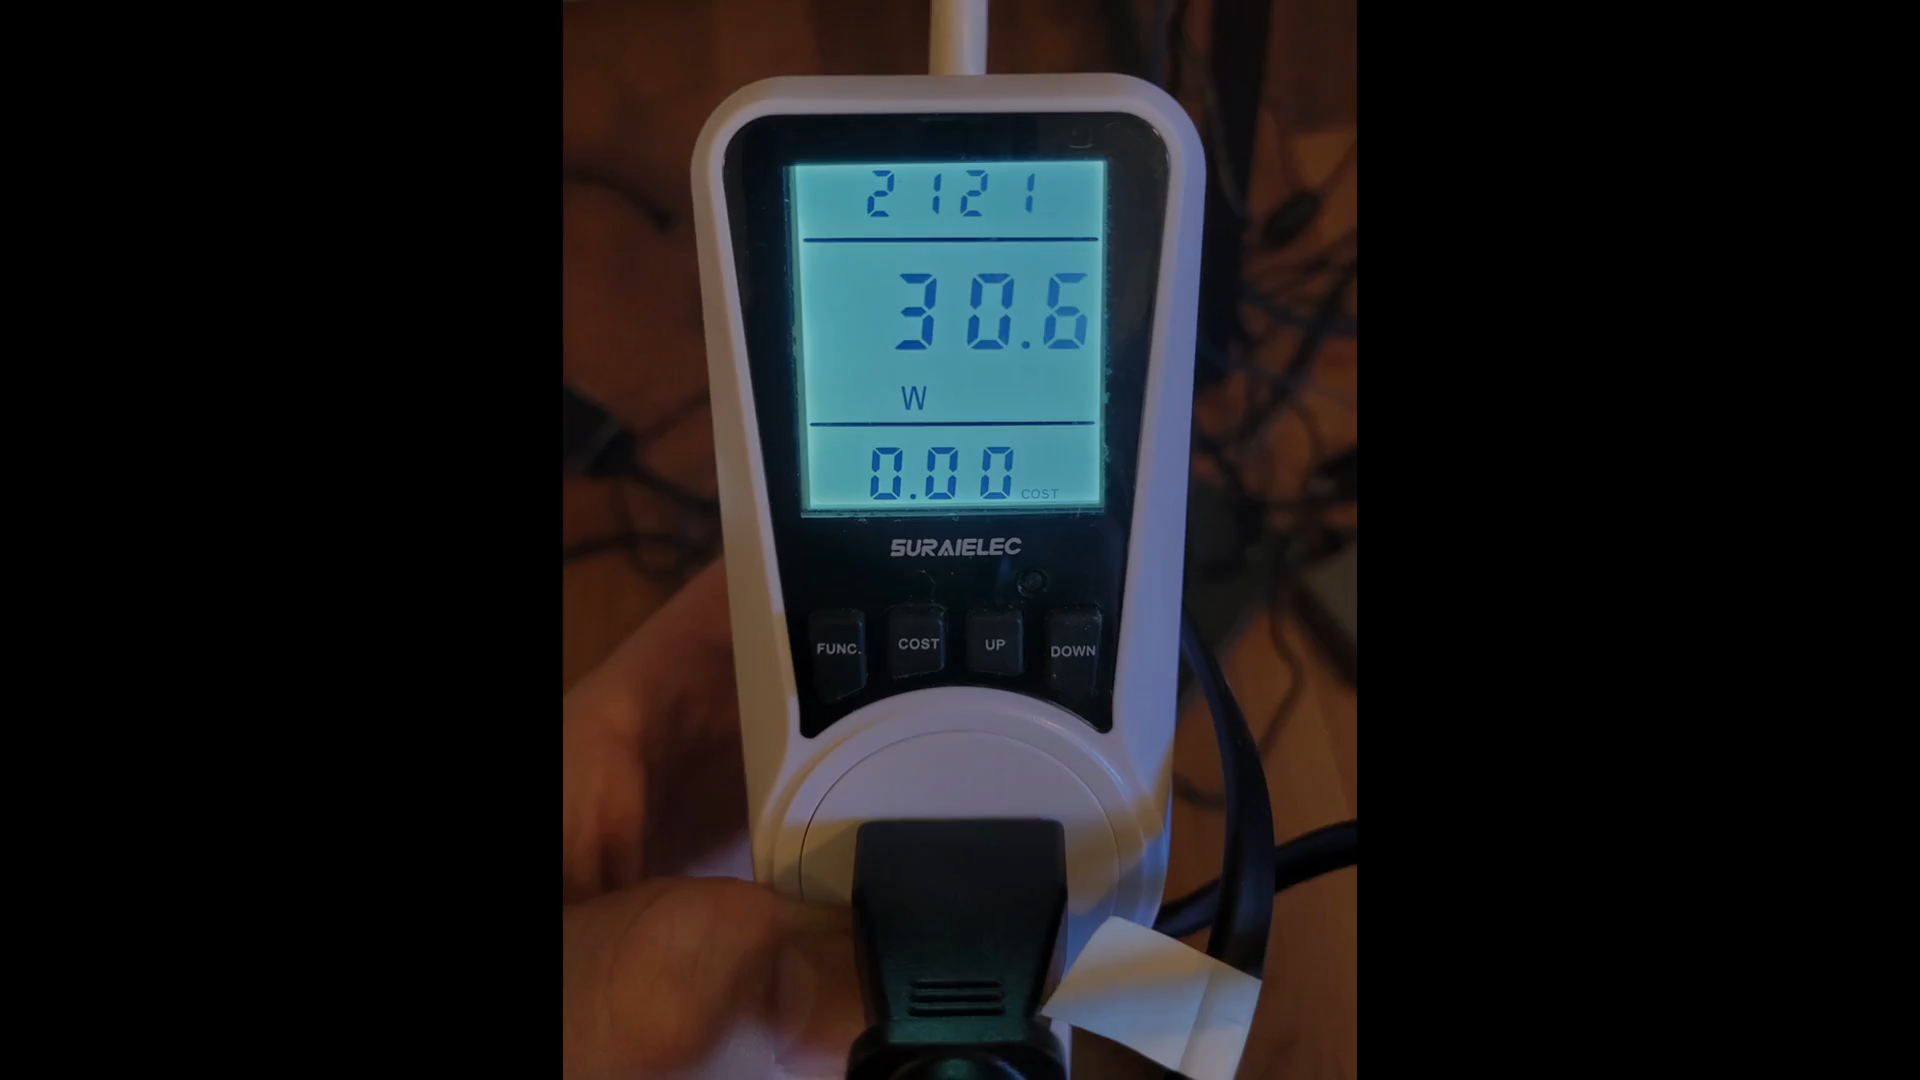 2121
30.6
W
0.00 COST
SURAIELEC
FUNC. COST UP DOWN